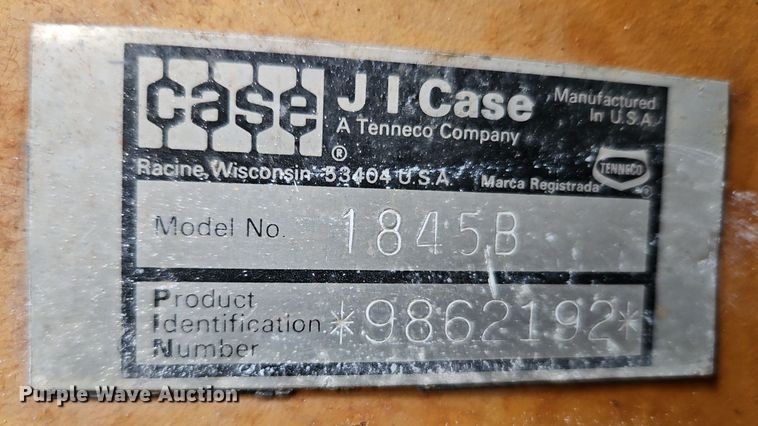 case
J I Case
A Tenneco Company
Manufactured
In U.S.A.
®
Racine, Wisconsin 53404 U.S.A.
Marca Registrada
TENNECO
®
Model No. 1845B
Product
Identification
Number
*9862192*
Purple Wave Auction